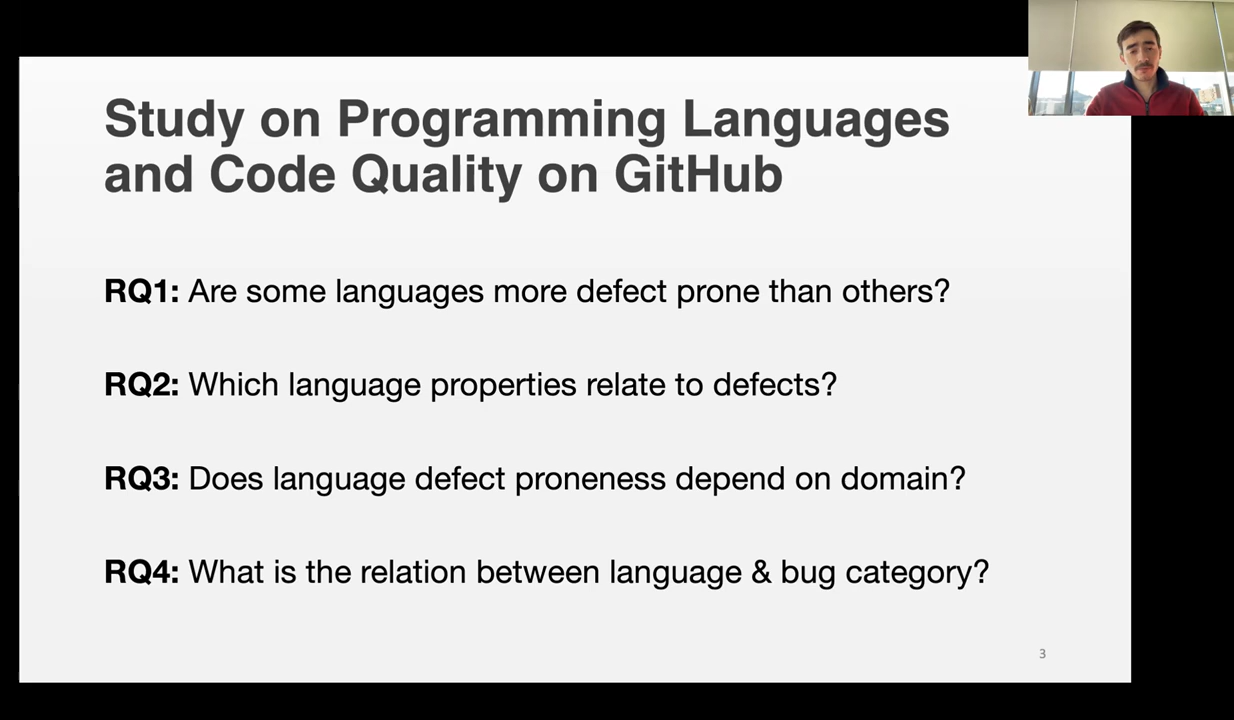 Study on Programming Languages
and Code Quality on GitHub
RQ1: Are some languages more defect prone than others?
RQ2: Which language properties relate to defects?
RQ3: Does language defect proneness depend on domain?
RQ4: What is the relation between language & bug category?
3